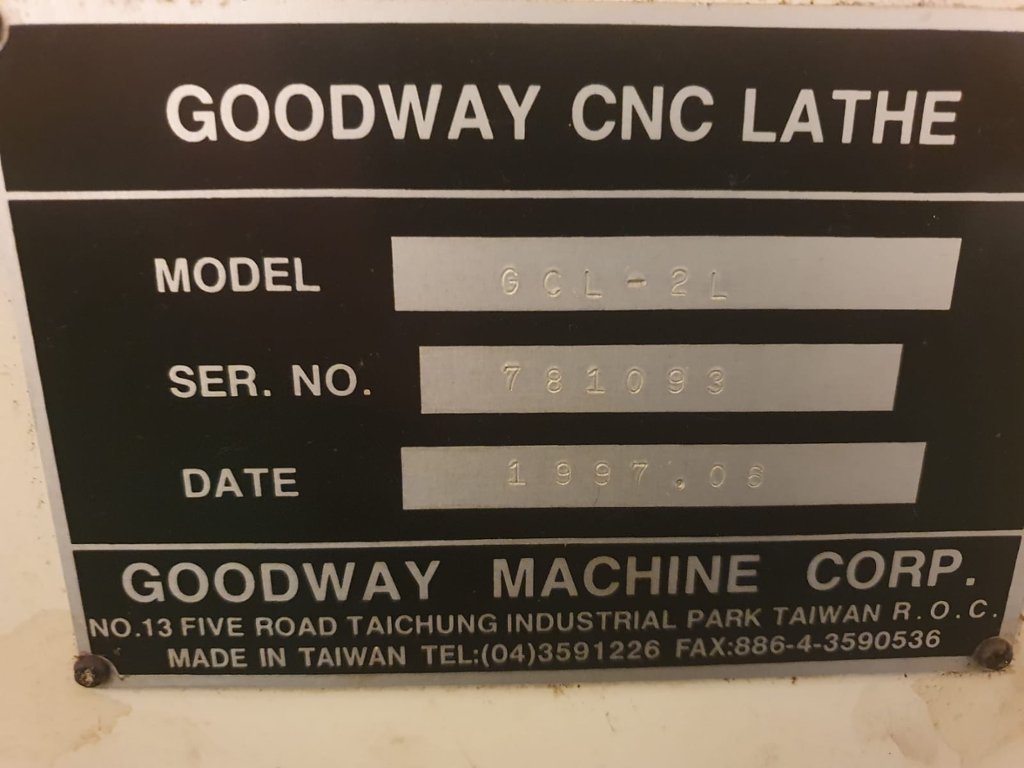 GOODWAY CNC LATHE
MODEL GCL-2L
SER. NO. 781093
DATE 1997.06
GOODWAY MACHINE CORP.
NO.13 FIVE ROAD TAICHUNG INDUSTRIAL PARK TAIWAN R.O.C.
MADE IN TAIWAN TEL:(04)3591226 FAX:886-4-3590536